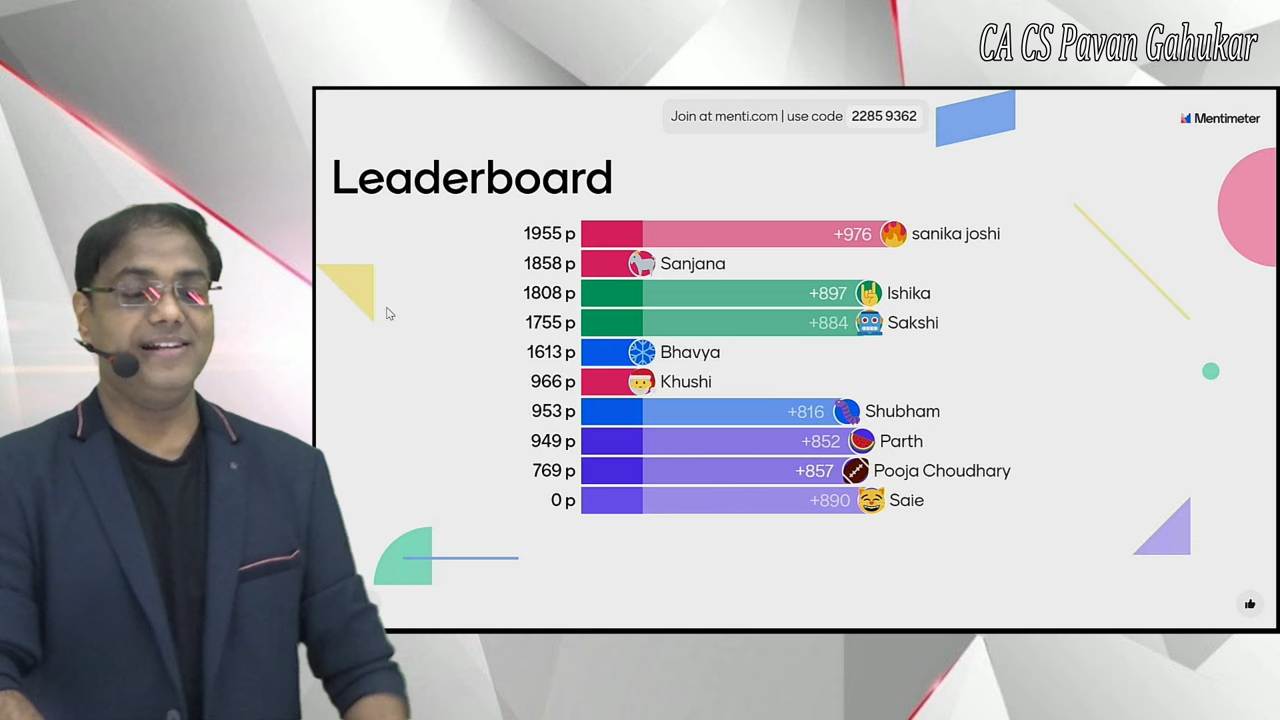 CA CS Pavan Gahukar
Join at menti.com | use code 2285 9362
Mentimeter
Leaderboard
1955 p +976 sanika joshi
1858 p Sanjana
1808 p +897 Ishika
1755 p +884 Sakshi
1613 p Bhavya
966 p Khushi
953 p +816 Shubham
949 p +852 Parth
769 p +857 Pooja Choudhary
0 p +890 Saie